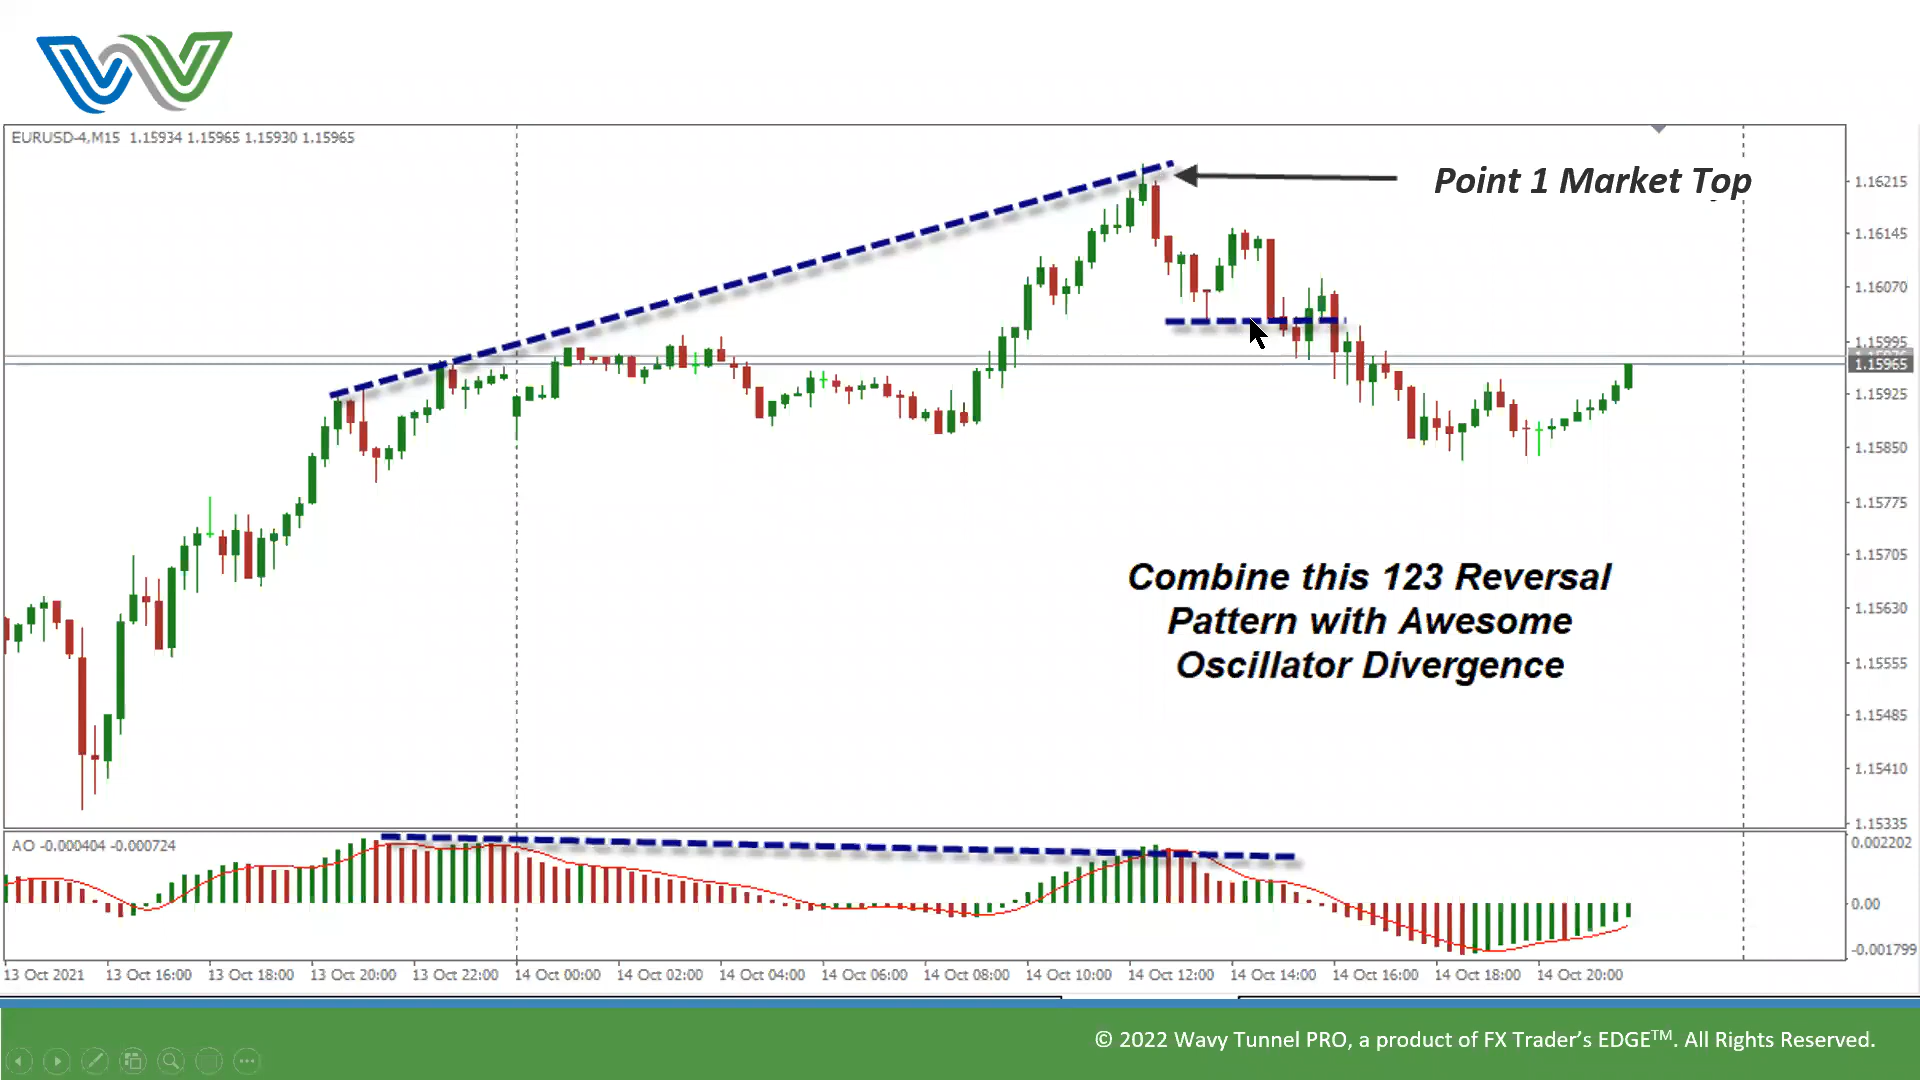 EURUSD-4,M15 1.15934 1.15965 1.15930 1.15965
Point 1 Market Top
1.16215
1.16145
1.16070
1.15995
1.15965
1.15925
1.15850
1.15775
1.15705
1.15630
1.15555
1.15485
1.15410
1.15335
Combine this 123 Reversal
Pattern with Awesome
Oscillator Divergence
AO -0.000404 -0.000724
0.002202
0.00
-0.001799
13 Oct 2021 13 Oct 16:00 13 Oct 18:00 13 Oct 20:00 13 Oct 22:00 14 Oct 00:00 14 Oct 02:00 14 Oct 04:00 14 Oct 06:00 14 Oct 08:00 14 Oct 10:00 14 Oct 12:00 14 Oct 14:00 14 Oct 16:00 14 Oct 18:00 14 Oct 20:00
© 2022 Wavy Tunnel PRO, a product of FX Trader’s EDGE™. All Rights Reserved.